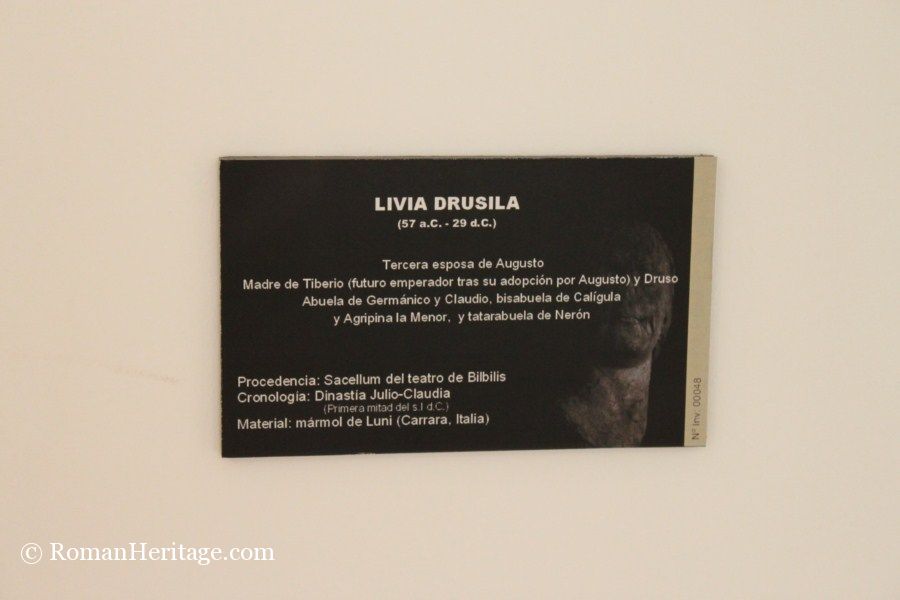 LIVIA DRUSILA
(57 a.C. - 29 d.C.)
Tercera esposa de Augusto
Madre de Tiberio (futuro emperador tras su adopción por Augusto) y Druso
Abuela de Germánico y Claudio, bisabuela de Calígula
y Agripina la Menor, y tatarabuela de Nerón
Procedencia: Sacellum del teatro de Bilbilis
Cronología: Dinastía Julio-Claudia
(Primera mitad del s.I d.C.)
Material: mármol de Luni (Carrara, Italia)
Nº Inv. 00048
© RomanHeritage.com